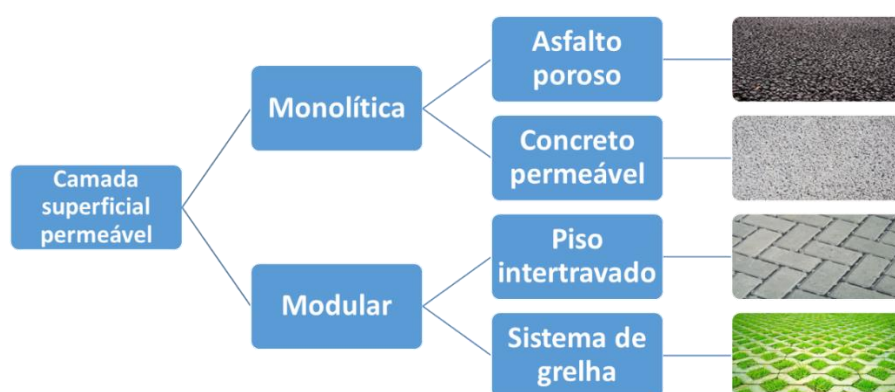 Camada
superficial
permeável
Monolítica
Modular
Asfalto
poroso
Concreto
permeável
Piso
intertravado
Sistema de
grelha